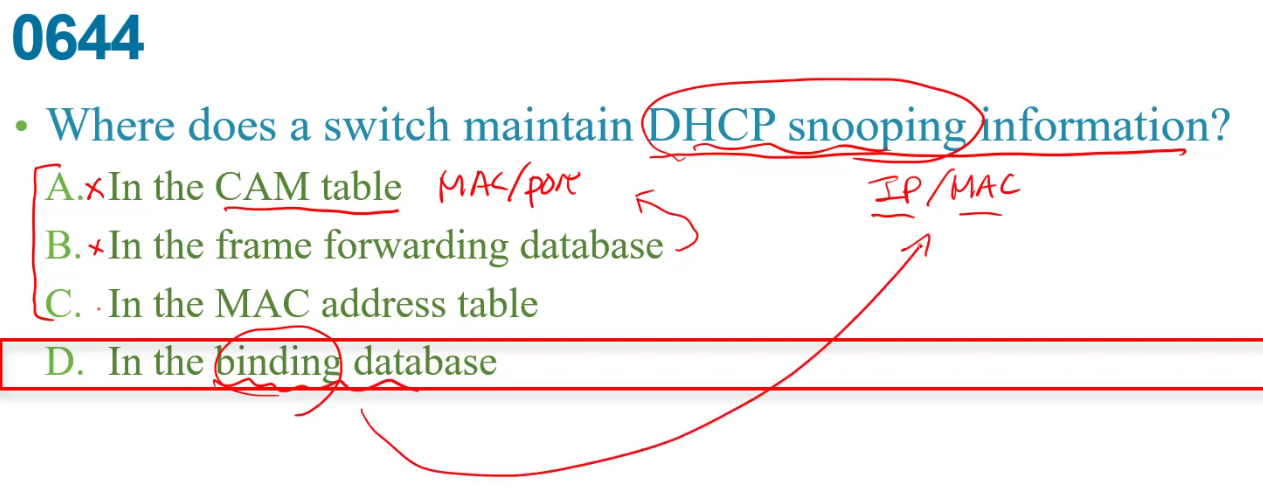 0644
• Where does a switch maintain DHCP snooping information?
A. x In the CAM table MAC/port IP/MAC
B. x In the frame forwarding database
C. In the MAC address table
D. In the binding database